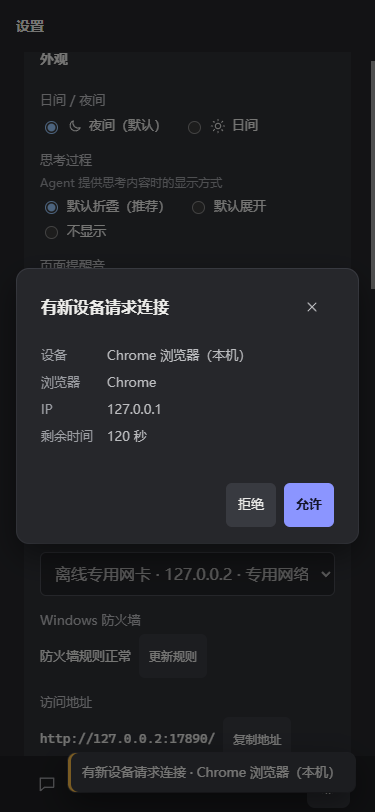 设置
外观
日间 / 夜间
夜间（默认） 日间
思考过程
Agent 提供思考内容时的显示方式
默认折叠（推荐） 默认展开
不显示
页面提醒音
有新设备请求连接 ×
设备 Chrome 浏览器（本机）
浏览器 Chrome
IP 127.0.0.1
剩余时间 120 秒
拒绝 允许
离线专用网卡 · 127.0.0.2 · 专用网络
Windows 防火墙
防火墙规则正常 更新规则
访问地址
http://127.0.0.2:17890/ 复制地址
有新设备请求连接 · Chrome 浏览器（本机）